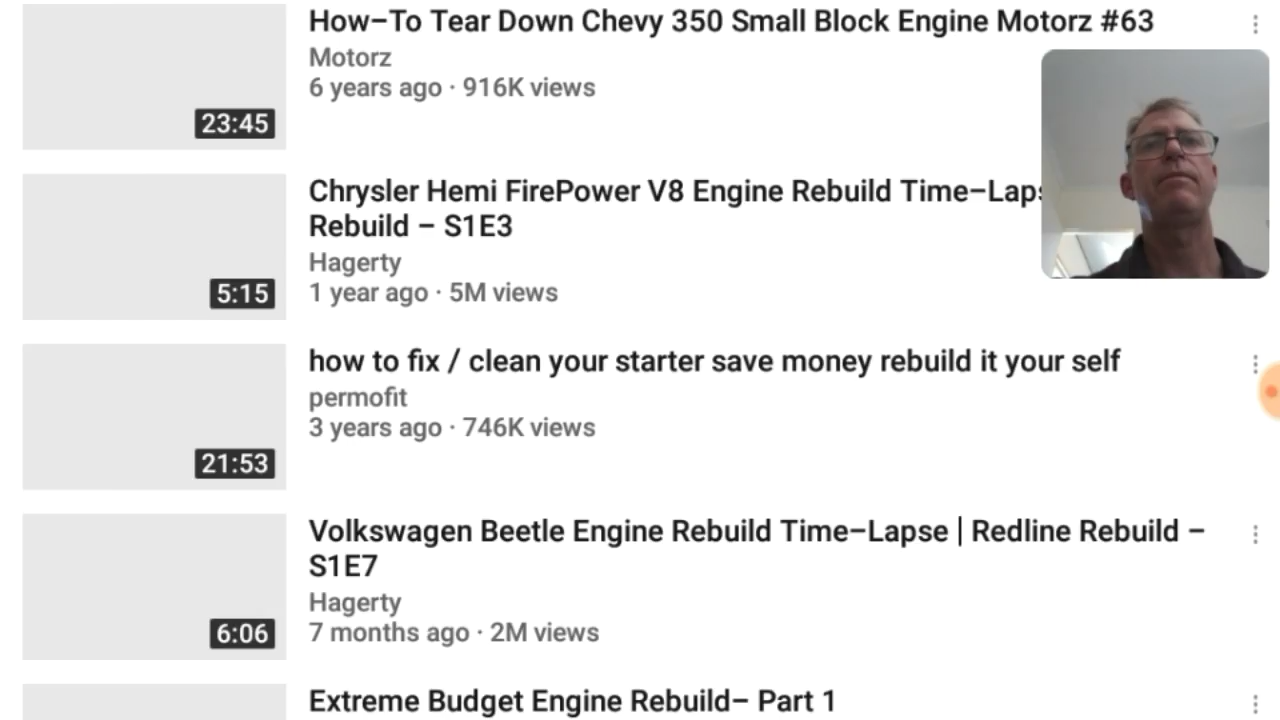 How-To Tear Down Chevy 350 Small Block Engine Motorz #63
Motorz
6 years ago · 916K views
23:45
Chrysler Hemi FirePower V8 Engine Rebuild
Rebuild - S1E3
Hagerty
1 year ago · 5M views
5:15
how to fix / clean your starter save money rebuild it your self
permofit
3 years ago · 746K views
21:53
Volkswagen Beetle Engine Rebuild Time-Lapse | Redline Rebuild -
S1E7
Hagerty
7 months ago · 2M views
6:06
Extreme Budget Engine Rebuild- Part 1